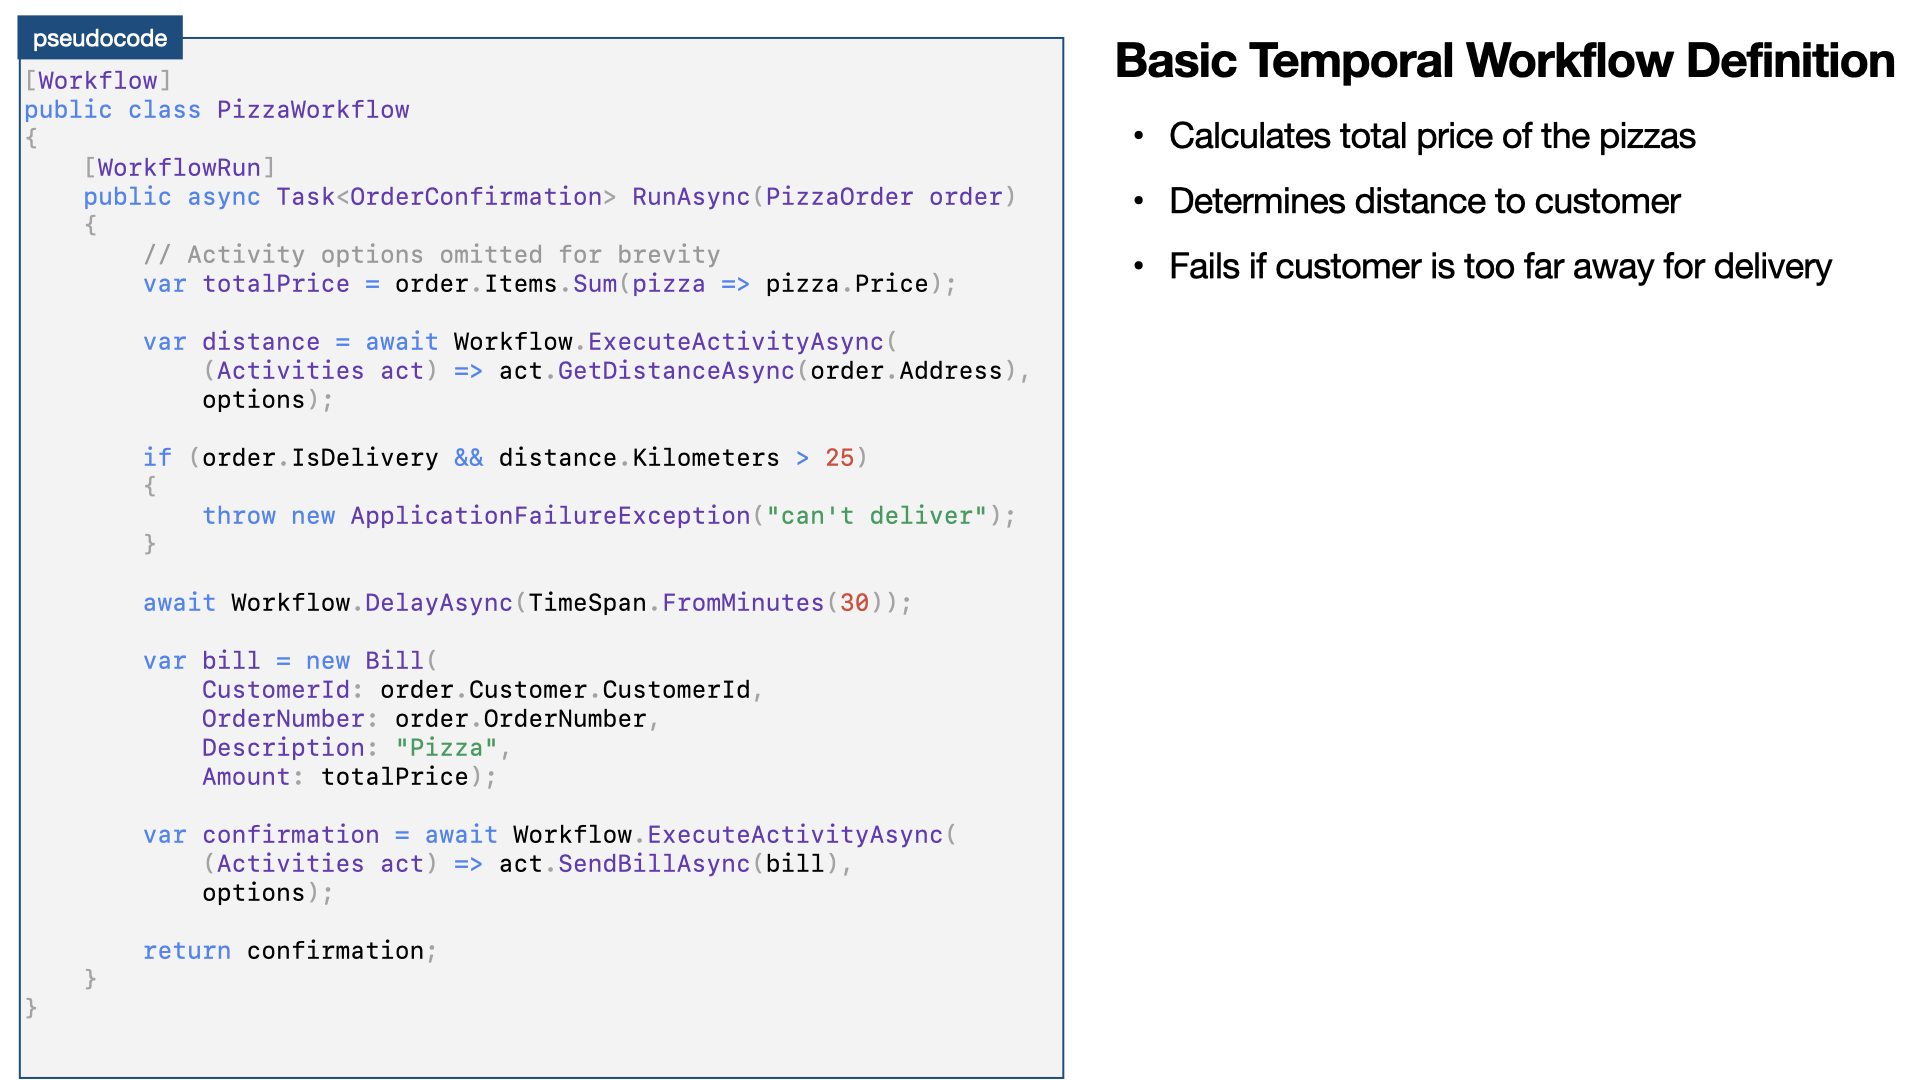 pseudocode
[Workflow]
public class PizzaWorkflow
{
    [WorkflowRun]
    public async Task<OrderConfirmation> RunAsync(PizzaOrder order)
    {
        // Activity options omitted for brevity
        var totalPrice = order.Items.Sum(pizza => pizza.Price);

        var distance = await Workflow.ExecuteActivityAsync(
            (Activities act) => act.GetDistanceAsync(order.Address),
            options);

        if (order.IsDelivery && distance.Kilometers > 25)
        {
            throw new ApplicationFailureException("can't deliver");
        }

        await Workflow.DelayAsync(TimeSpan.FromMinutes(30));

        var bill = new Bill(
            CustomerId: order.Customer.CustomerId,
            OrderNumber: order.OrderNumber,
            Description: "Pizza",
            Amount: totalPrice);

        var confirmation = await Workflow.ExecuteActivityAsync(
            (Activities act) => act.SendBillAsync(bill),
            options);

        return confirmation;
    }
}
Basic Temporal Workflow Definition
• Calculates total price of the pizzas
• Determines distance to customer
• Fails if customer is too far away for delivery